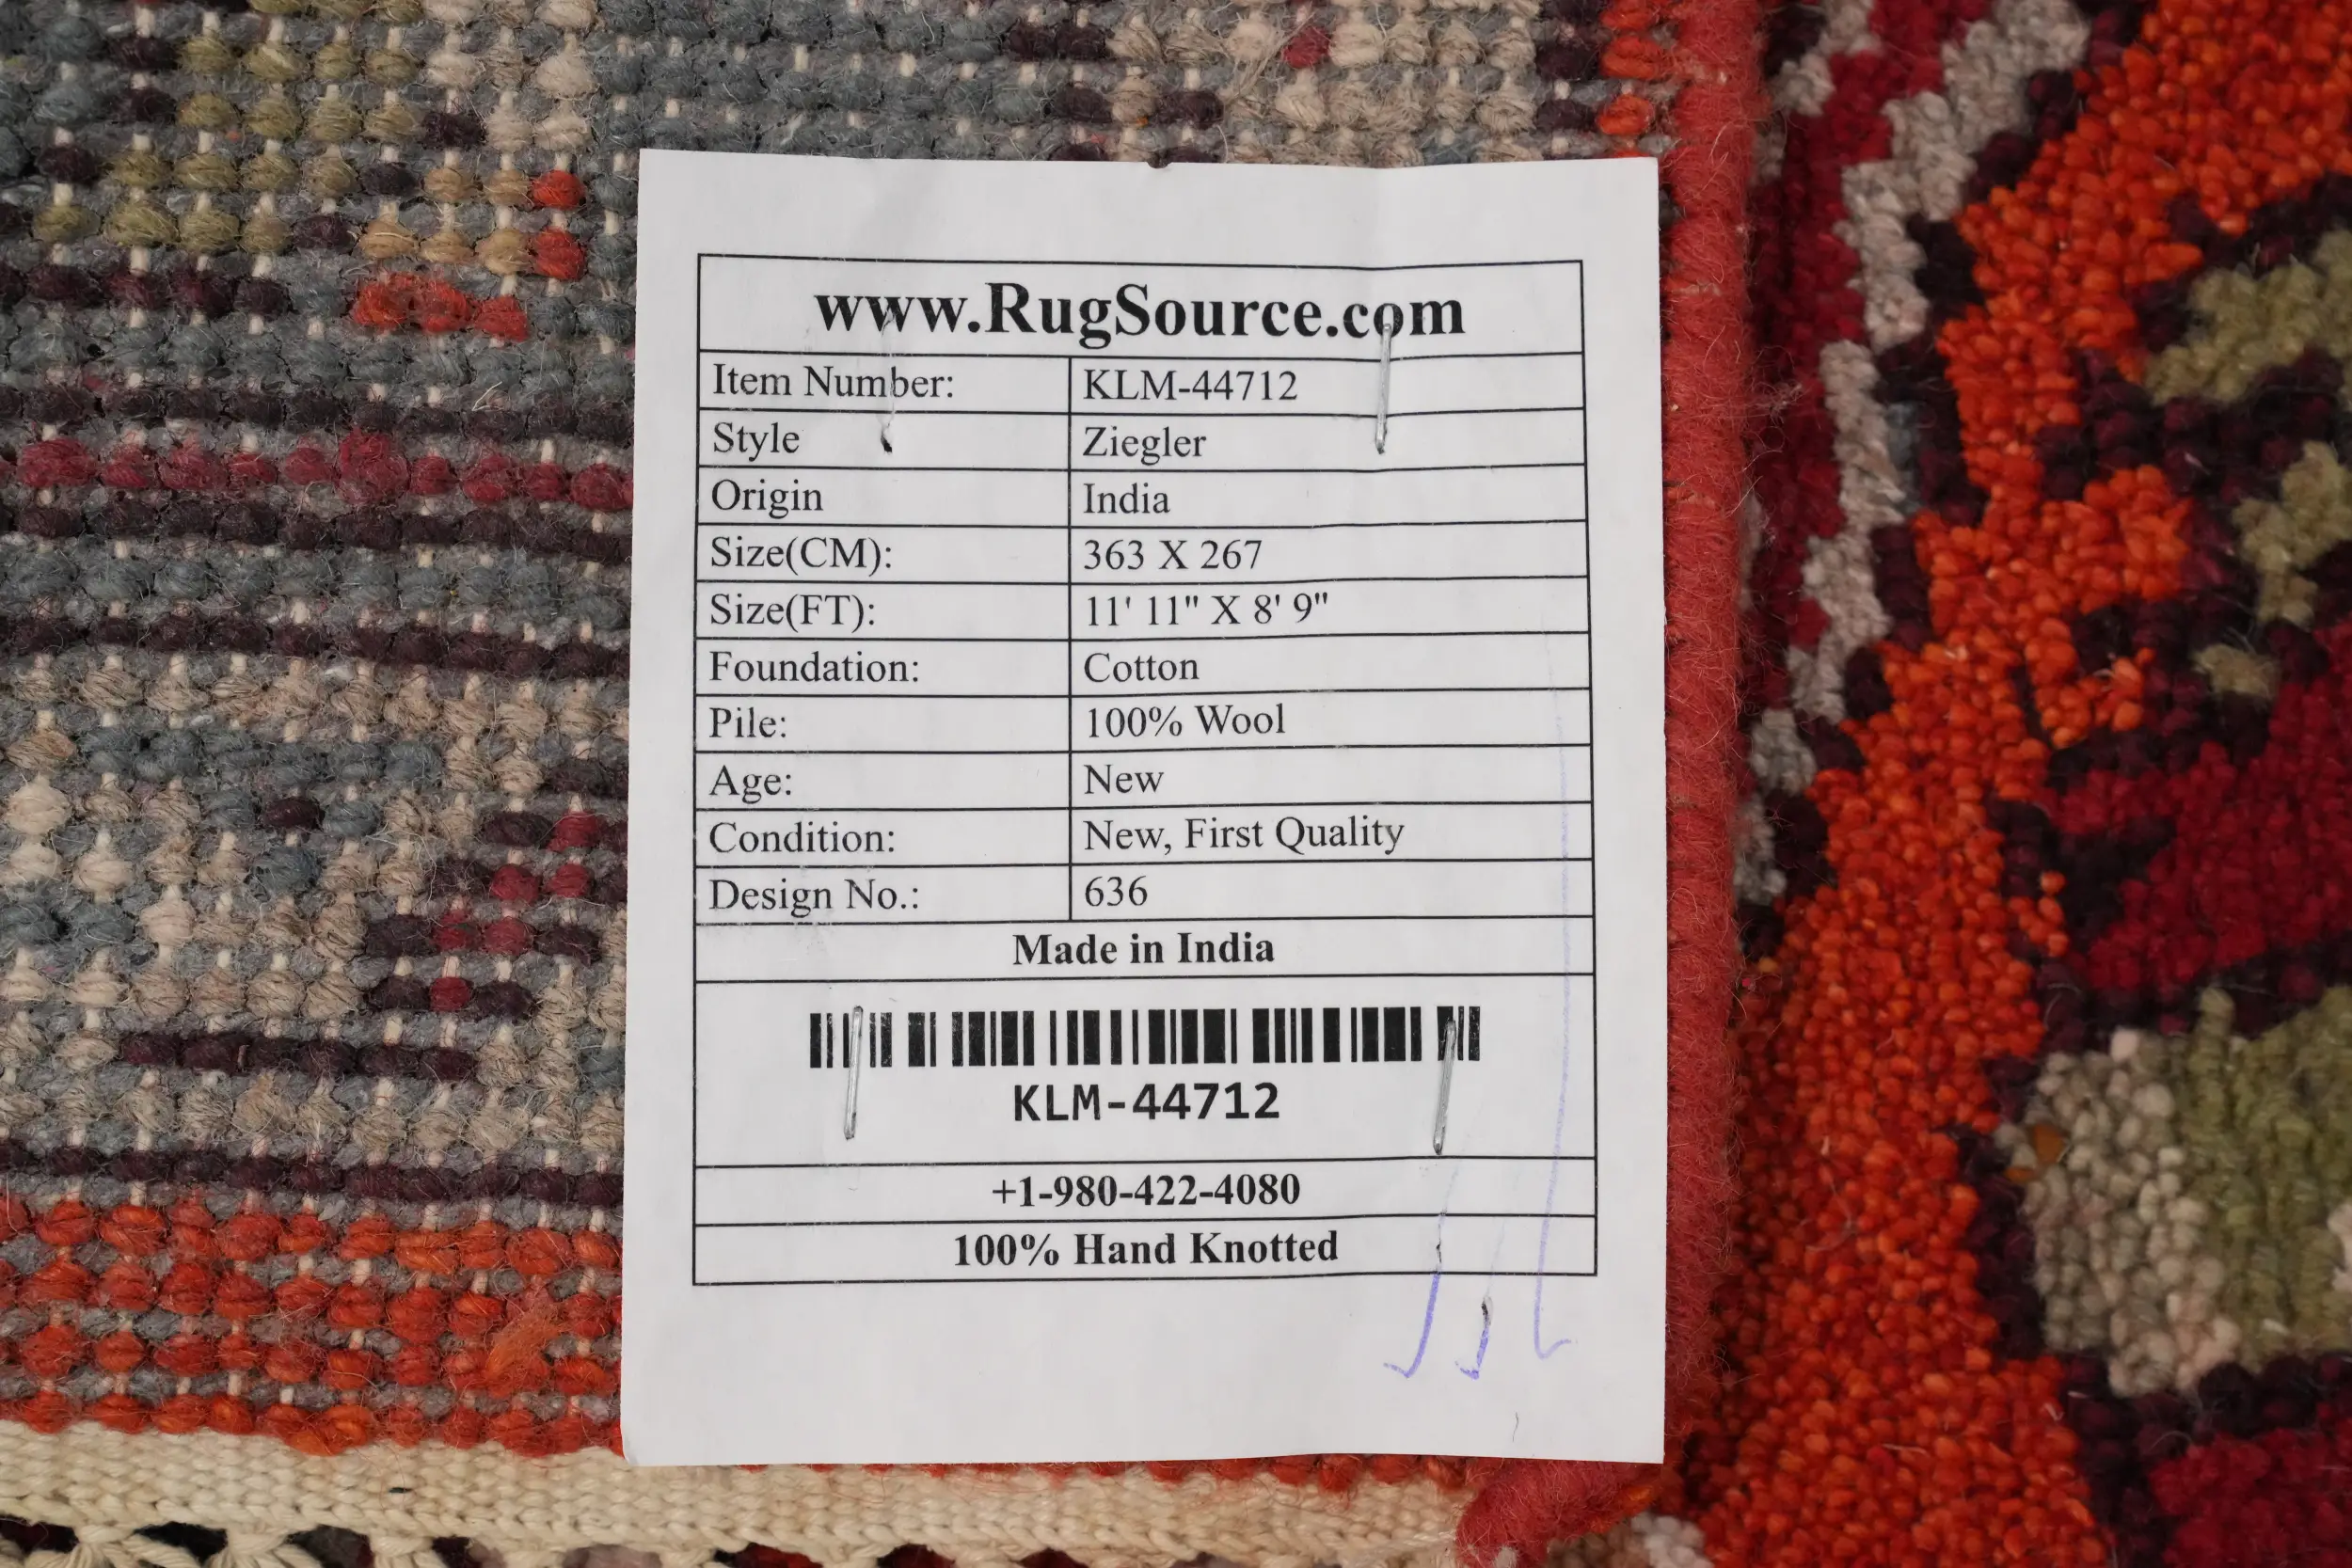 www.RugSource.com
Item Number: KLM-44712
Style Ziegler
Origin India
Size(CM): 363 X 267
Size(FT): 11' 11" X 8' 9"
Foundation: Cotton
Pile: 100% Wool
Age: New
Condition: New, First Quality
Design No.: 636
Made in India
KLM-44712
+1-980-422-4080
100% Hand Knotted